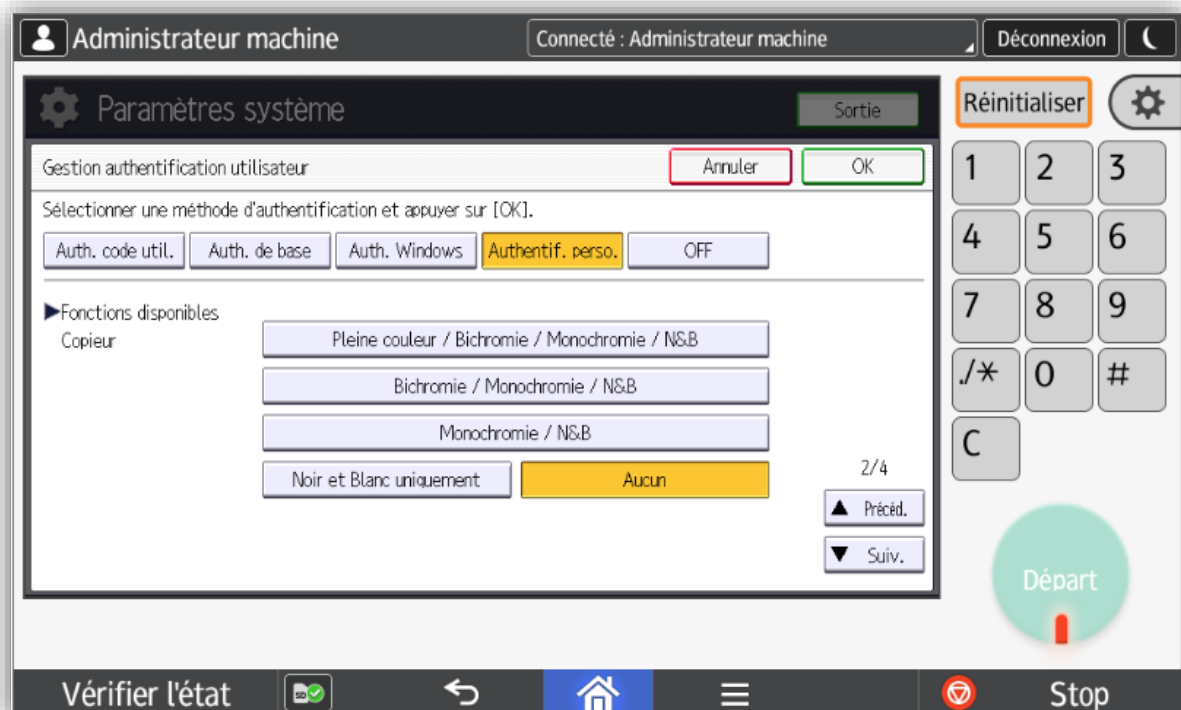 Administrateur machine
Connecté : Administrateur machine
Déconnexion
Paramètres système
Sortie
Réinitialiser
Gestion authentification utilisateur
Annuler
OK
Sélectionner une méthode d'authentification et appuyer sur [OK].
Auth. code util.
Auth. de base
Auth. Windows
Authentif. perso.
OFF
▶Fonctions disponibles
Copieur
Pleine couleur / Bichromie / Monochromie / N&B
Bichromie / Monochromie / N&B
Monochromie / N&B
Noir et Blanc uniquement
Aucun
2/4
▲ Précéd.
▼ Suiv.
1 2 3
4 5 6
7 8 9
./* 0 #
C
Départ
Vérifier l'état
SD
Stop